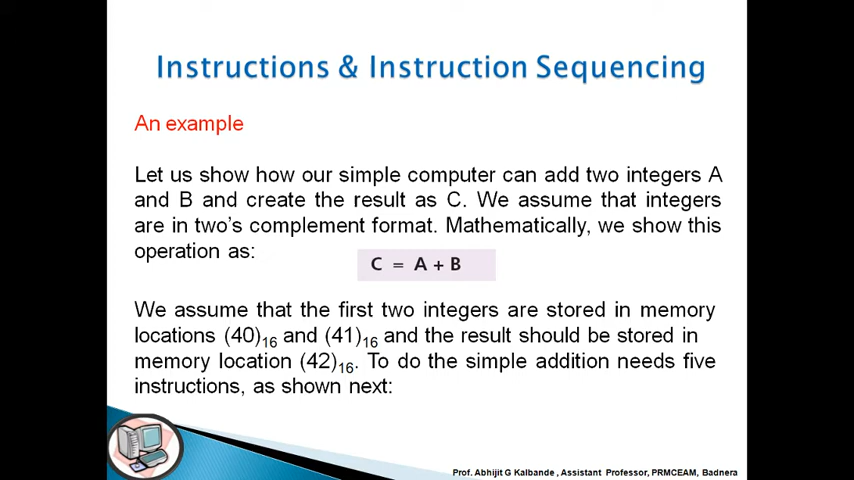 Instructions & Instruction Sequencing
An example
Let us show how our simple computer can add two integers A
and B and create the result as C. We assume that integers
are in two's complement format. Mathematically, we show this
operation as:
C = A + B
We assume that the first two integers are stored in memory
locations (40)₁₆ and (41)₁₆ and the result should be stored in
memory location (42)₁₆. To do the simple addition needs five
instructions, as shown next:
Prof. Abhijit G Kalbande , Assistant Professor, PRMCEAM, Badnera